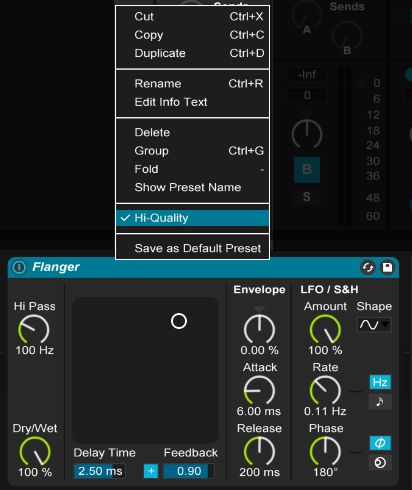 Sends
Cut Ctrl+X
Copy Ctrl+C
Duplicate Ctrl+D
Rename Ctrl+R
Edit Info Text
Delete
Group Ctrl+G
Fold -
Show Preset Name
✓ Hi-Quality
Save as Default Preset
Sends
A
B
-Inf
0
B
S
0
6
12
18
24
30
36
48
60
Flanger
Hi Pass
100 Hz
Dry/Wet
100 %
Delay Time
2.50 ms
+
Feedback
0.90
Envelope
0.00 %
Attack
6.00 ms
Release
200 ms
LFO / S&H
Amount Shape
100 %
Rate
0.11 Hz
Hz
♪
Phase
180°